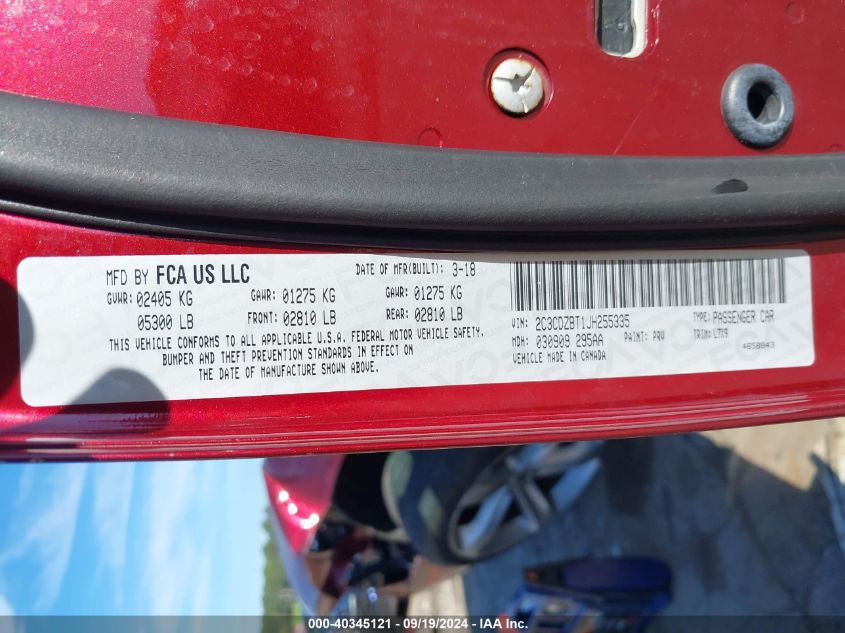 MFD BY FCA US LLC DATE OF MFR(BUILT): 3-18
GVWR: 02405 KG GAWR: 01275 KG GAWR: 01275 KG
05300 LB FRONT: 02810 LB REAR: 02810 LB
THIS VEHICLE CONFORMS TO ALL APPLICABLE U.S.A. FEDERAL MOTOR VEHICLE SAFETY,
BUMPER AND THEFT PREVENTION STANDARDS IN EFFECT ON
THE DATE OF MANUFACTURE SHOWN ABOVE.
VIN: 2C3CDZBT1JH255335 TYPE: PASSENGER CAR
MDH: 030909 295AA PAINT: PRV TRIM: L7M9
VEHICLE MADE IN CANADA 4658043
000-40345121 - 09/19/2024 - IAA Inc.